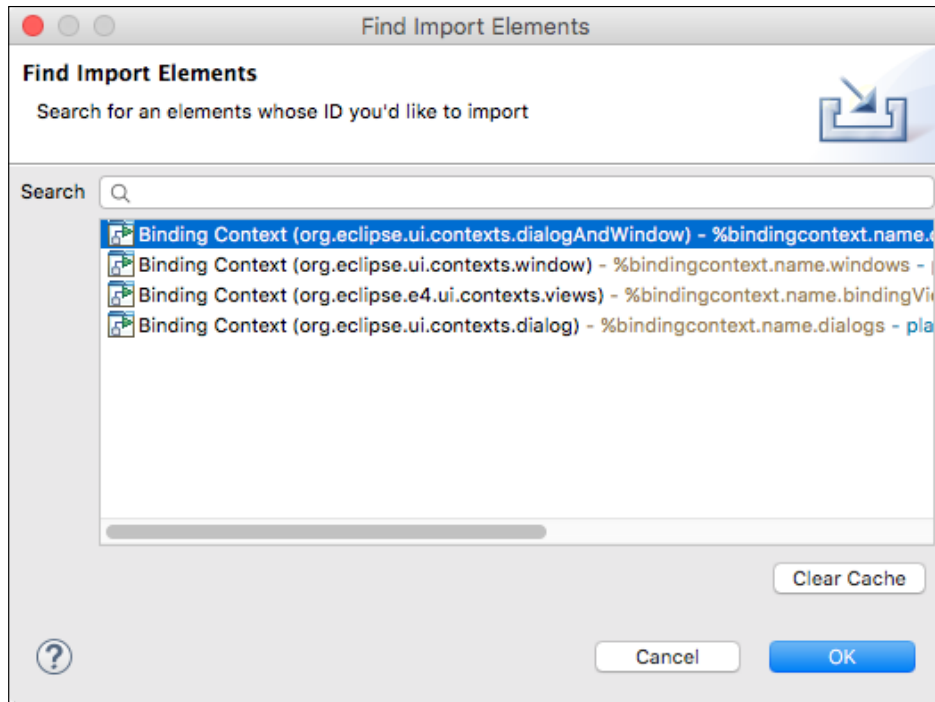 Find Import Elements
Find Import Elements
Search for an elements whose ID you'd like to import
Search
Binding Context (org.eclipse.ui.contexts.dialogAndWindow) - %bindingcontext.name.
Binding Context (org.eclipse.ui.contexts.window) - %bindingcontext.name.windows -
Binding Context (org.eclipse.e4.ui.contexts.views) - %bindingcontext.name.bindingVi
Binding Context (org.eclipse.ui.contexts.dialog) - %bindingcontext.name.dialogs - pla
Clear Cache
?
Cancel
OK